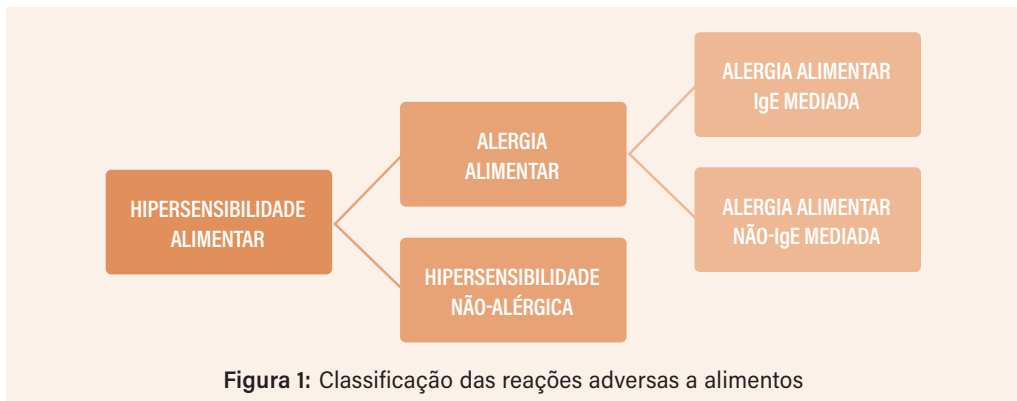 HIPERSENSIBILIDADE
ALIMENTAR
ALERGIA
ALIMENTAR
HIPERSENSIBILIDADE
NÃO-ALÉRGICA
ALERGIA ALIMENTAR
IgE MEDIADA
ALERGIA ALIMENTAR
NÃO-IgE MEDIADA
Figura 1: Classificação das reações adversas a alimentos